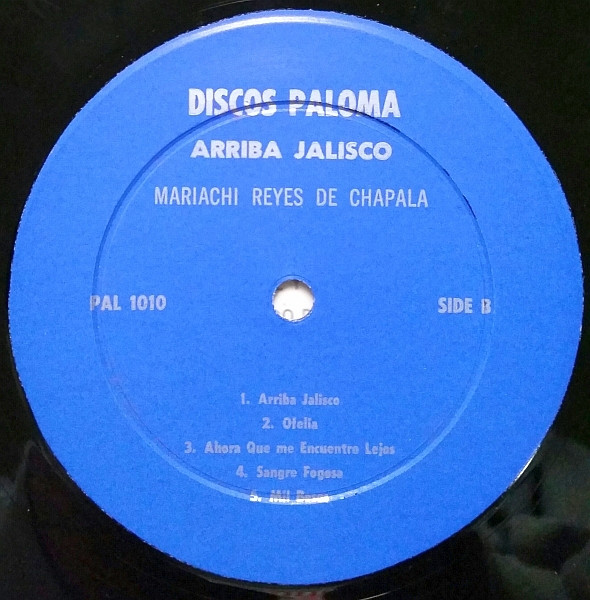 DISCOS PALOMA
ARRIBA JALISCO
MARIACHI REYES DE CHAPALA
PAL 1010
SIDE B
1. Arriba Jalisco
2. Ofelia
3. Ahora Que me Encuentro Lejos
4. Sangre Fogosa
5. Mil